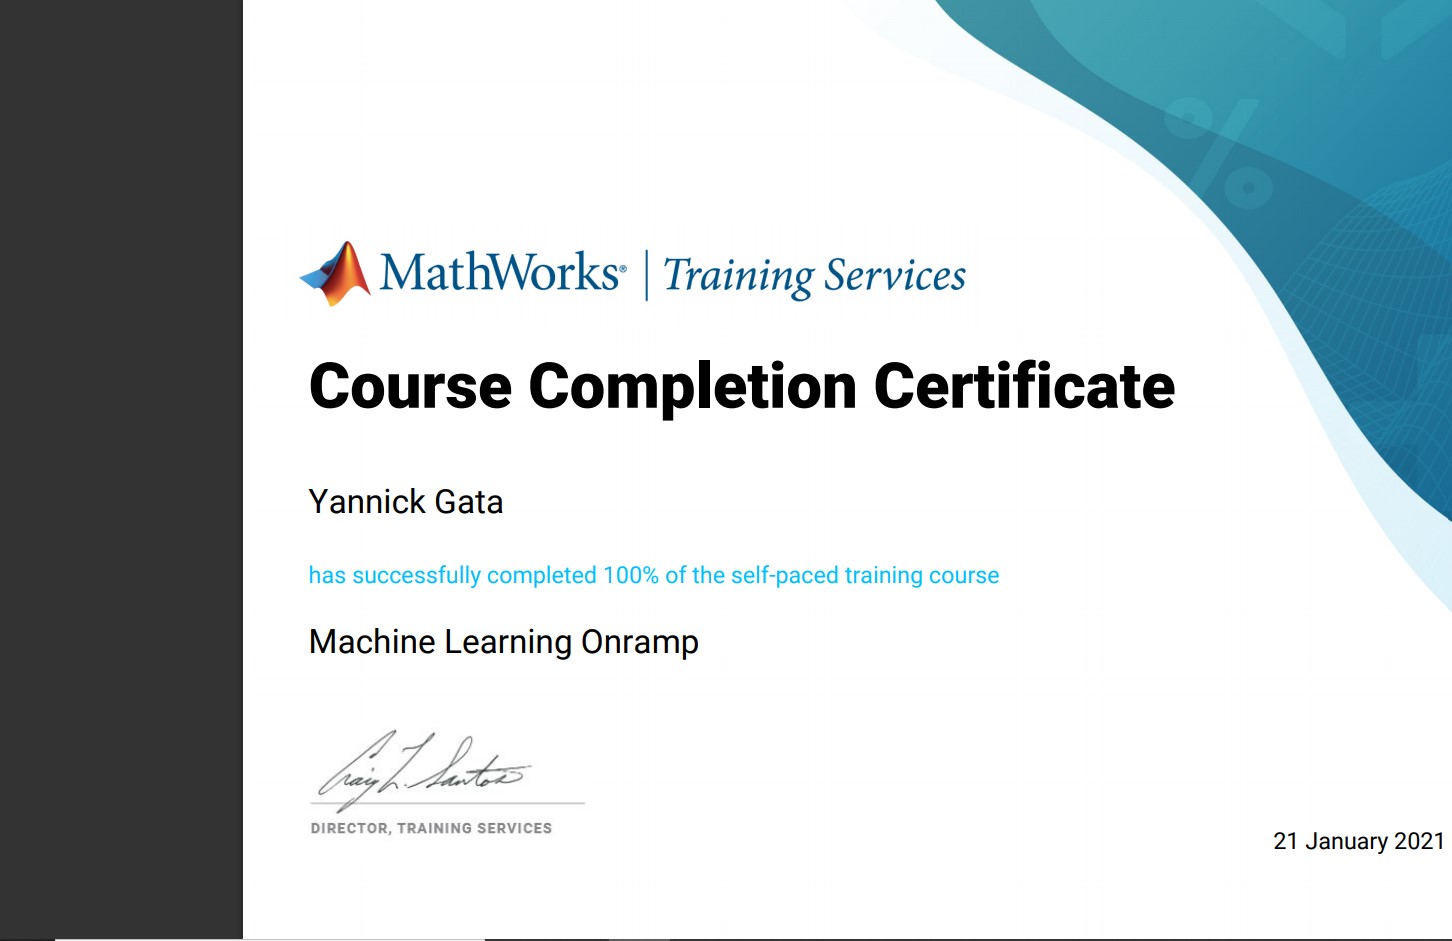 MathWorks® | Training Services
Course Completion Certificate
Yannick Gata
has successfully completed 100% of the self-paced training course
Machine Learning Onramp
Craig L. Santos
DIRECTOR, TRAINING SERVICES
21 January 2021
%